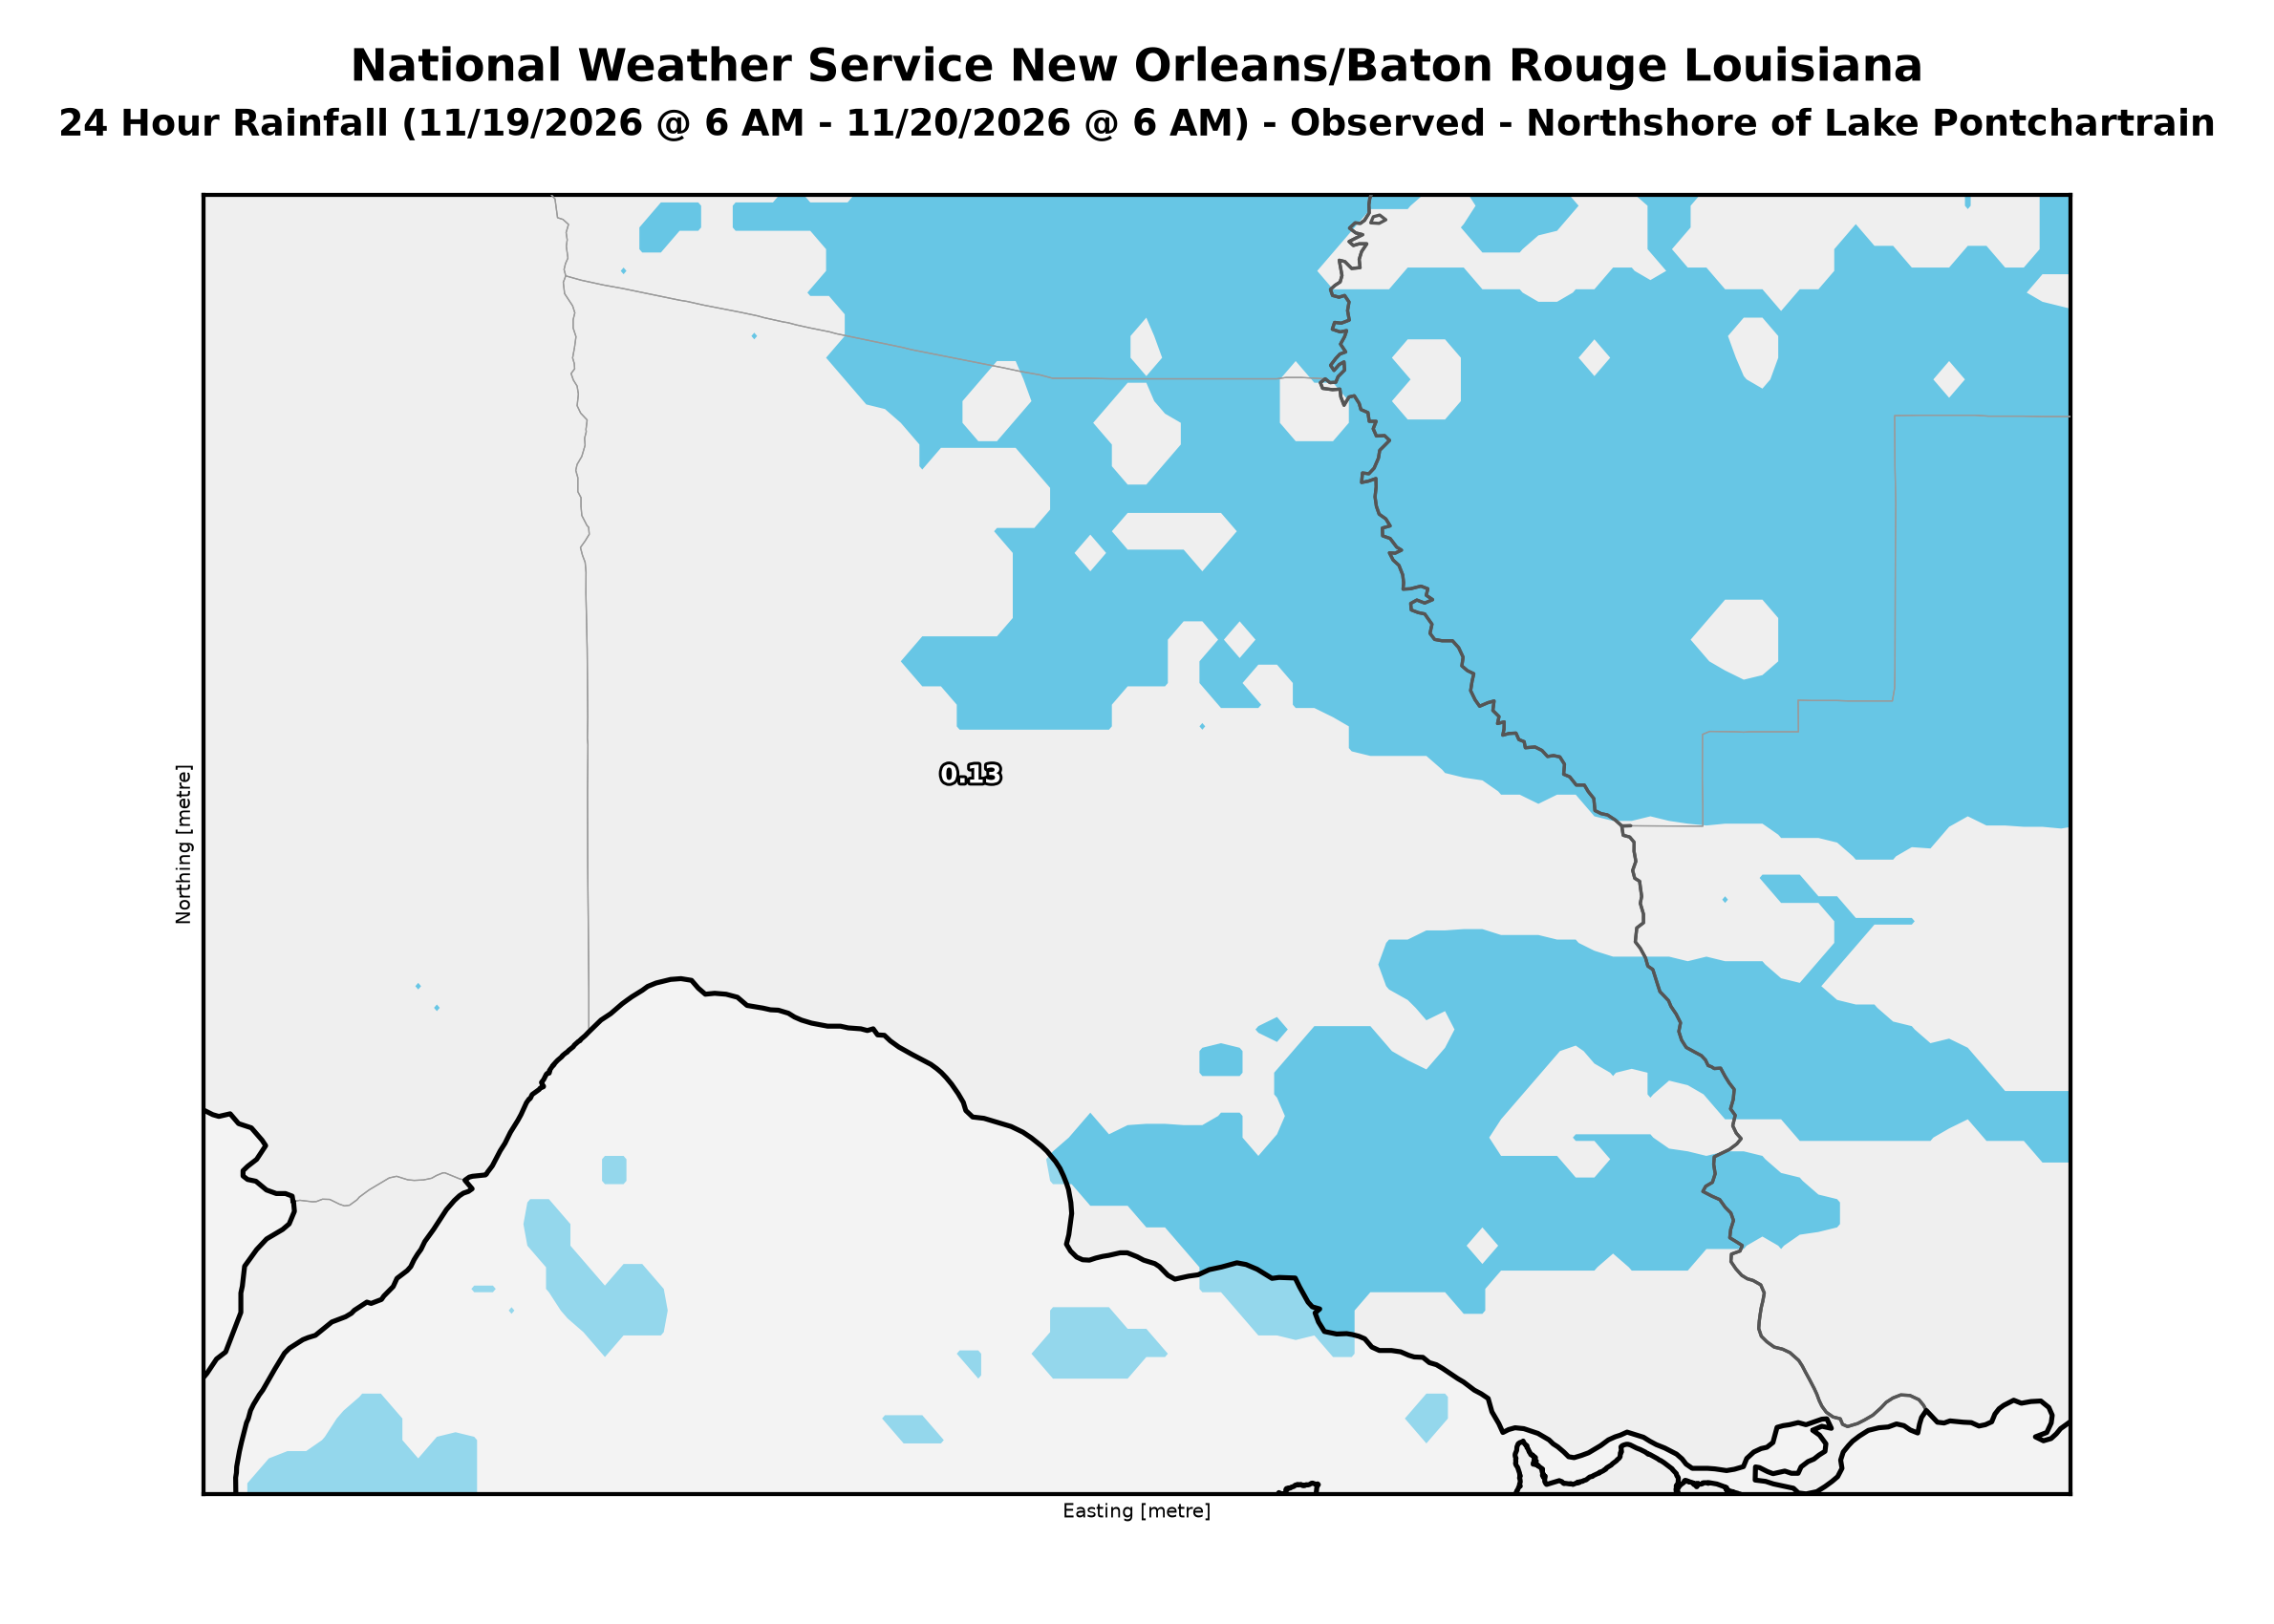 National Weather Service New Orleans/Baton Rouge Louisiana
24 Hour Rainfall (11/19/2026 @ 6 AM - 11/20/2026 @ 6 AM) - Observed - Northshore of Lake Pontchartrain
Northing [metre]
0.13
Easting [metre]